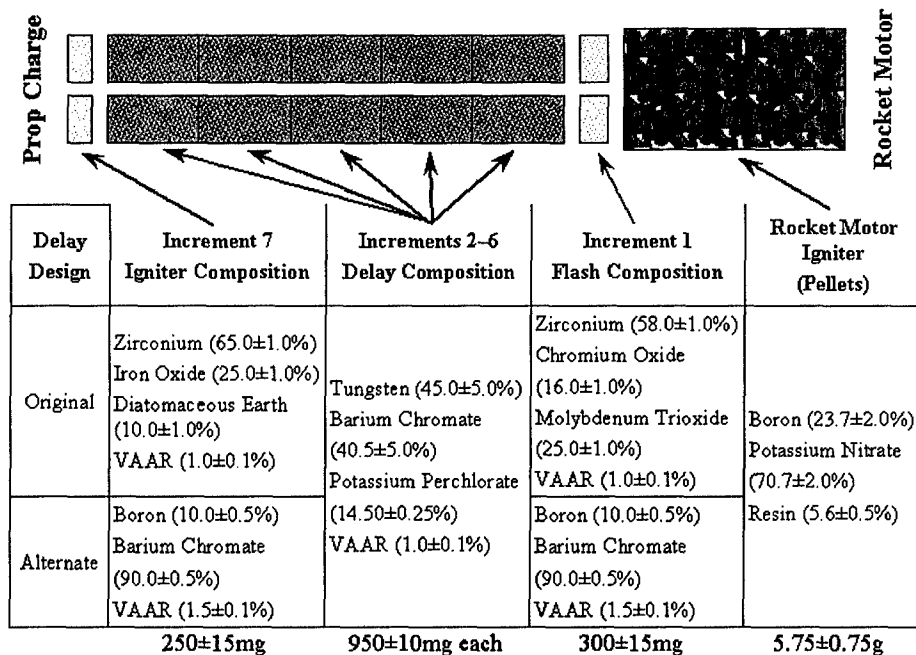 Prop Charge
Rocket Motor
Delay
Design
Increment 7
Igniter Composition
Increments 2–6
Delay Composition
Increment 1
Flash Composition
Rocket Motor
Igniter
(Pellets)
Original
Zirconium (65.0±1.0%)
Iron Oxide (25.0±1.0%)
Diatomaceous Earth
(10.0±1.0%)
VAAR (1.0±0.1%)
Tungsten (45.0±5.0%)
Barium Chromate
(40.5±5.0%)
Potassium Perchlorate
(14.50±0.25%)
VAAR (1.0±0.1%)
Zirconium (58.0±1.0%)
Chromium Oxide
(16.0±1.0%)
Molybdenum Trioxide
(25.0±1.0%)
VAAR (1.0±0.1%)
Boron (23.7±2.0%)
Potassium Nitrate
(70.7±2.0%)
Resin (5.6±0.5%)
Alternate
Boron (10.0±0.5%)
Barium Chromate
(90.0±0.5%)
VAAR (1.5±0.1%)
Boron (10.0±0.5%)
Barium Chromate
(90.0±0.5%)
VAAR (1.5±0.1%)
250±15mg
950±10mg each
300±15mg
5.75±0.75g